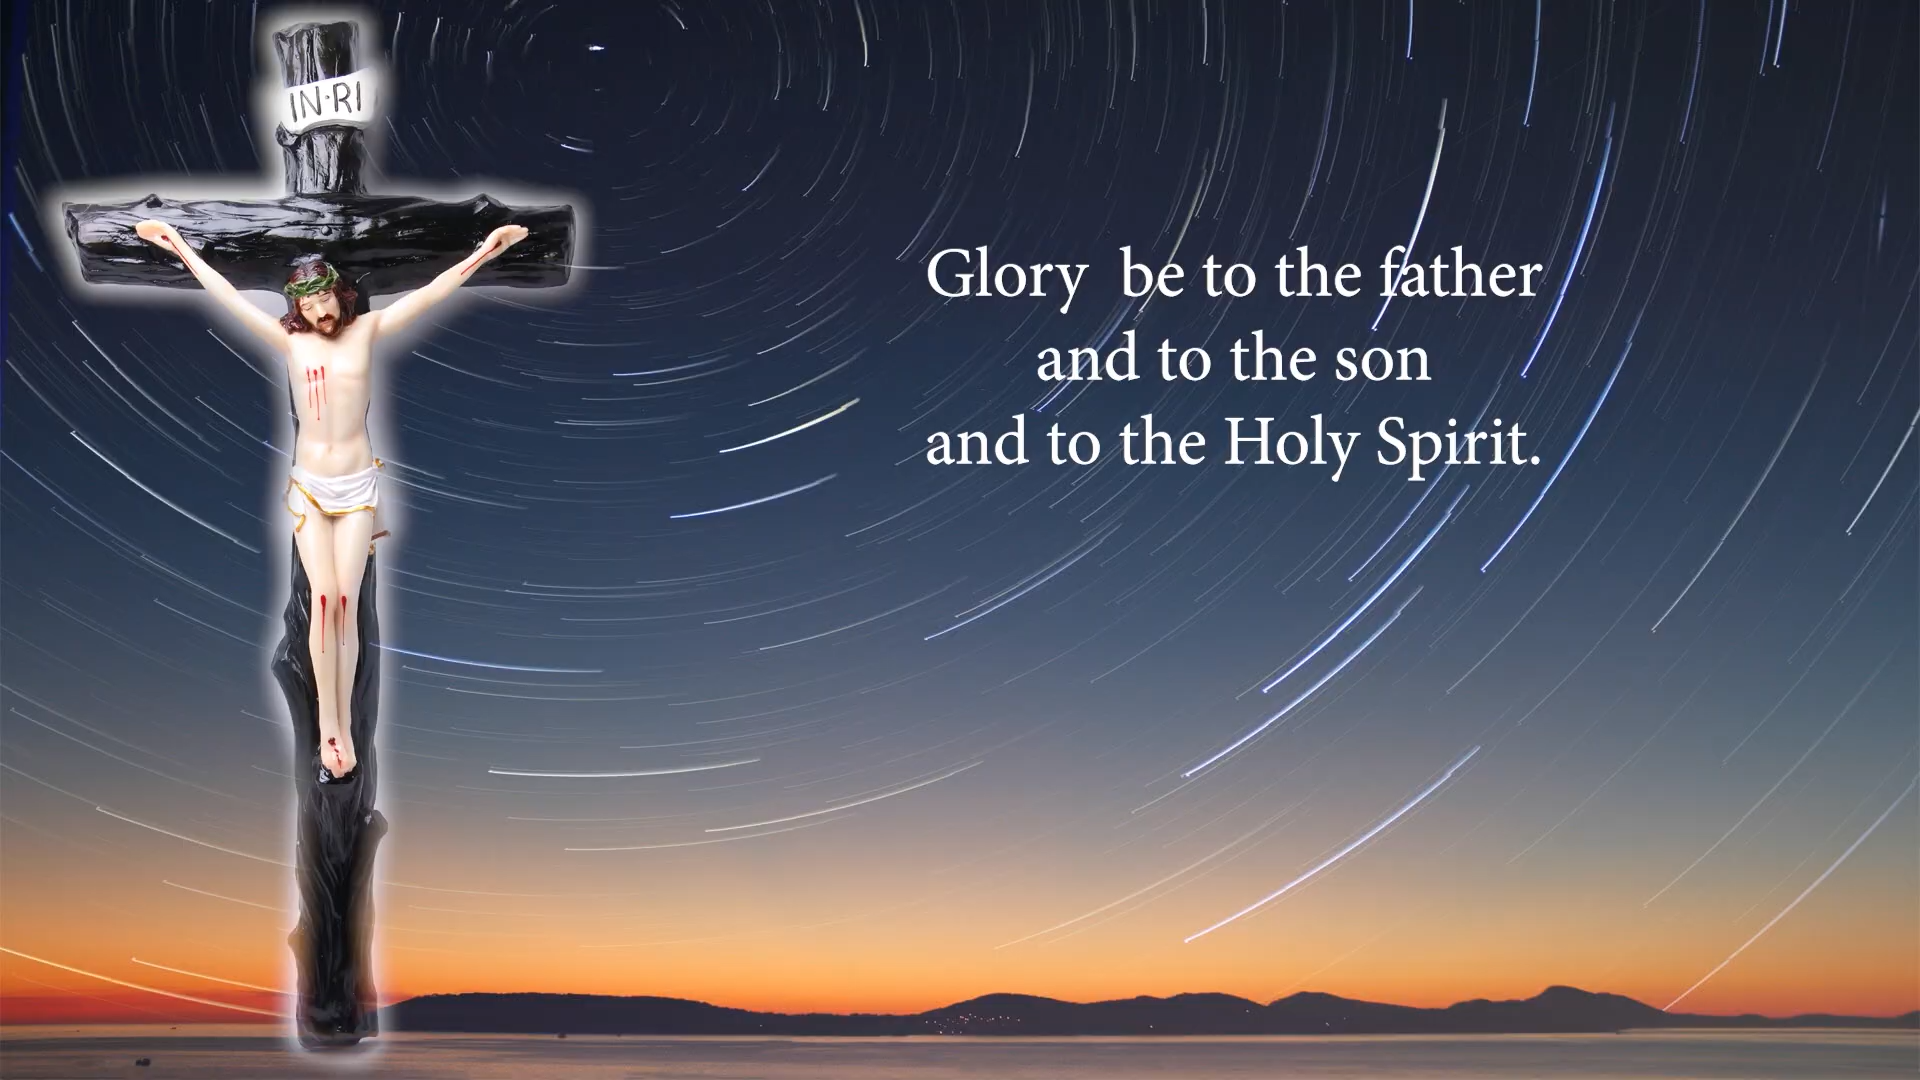 IN·RI
Glory be to the father
and to the son
and to the Holy Spirit.